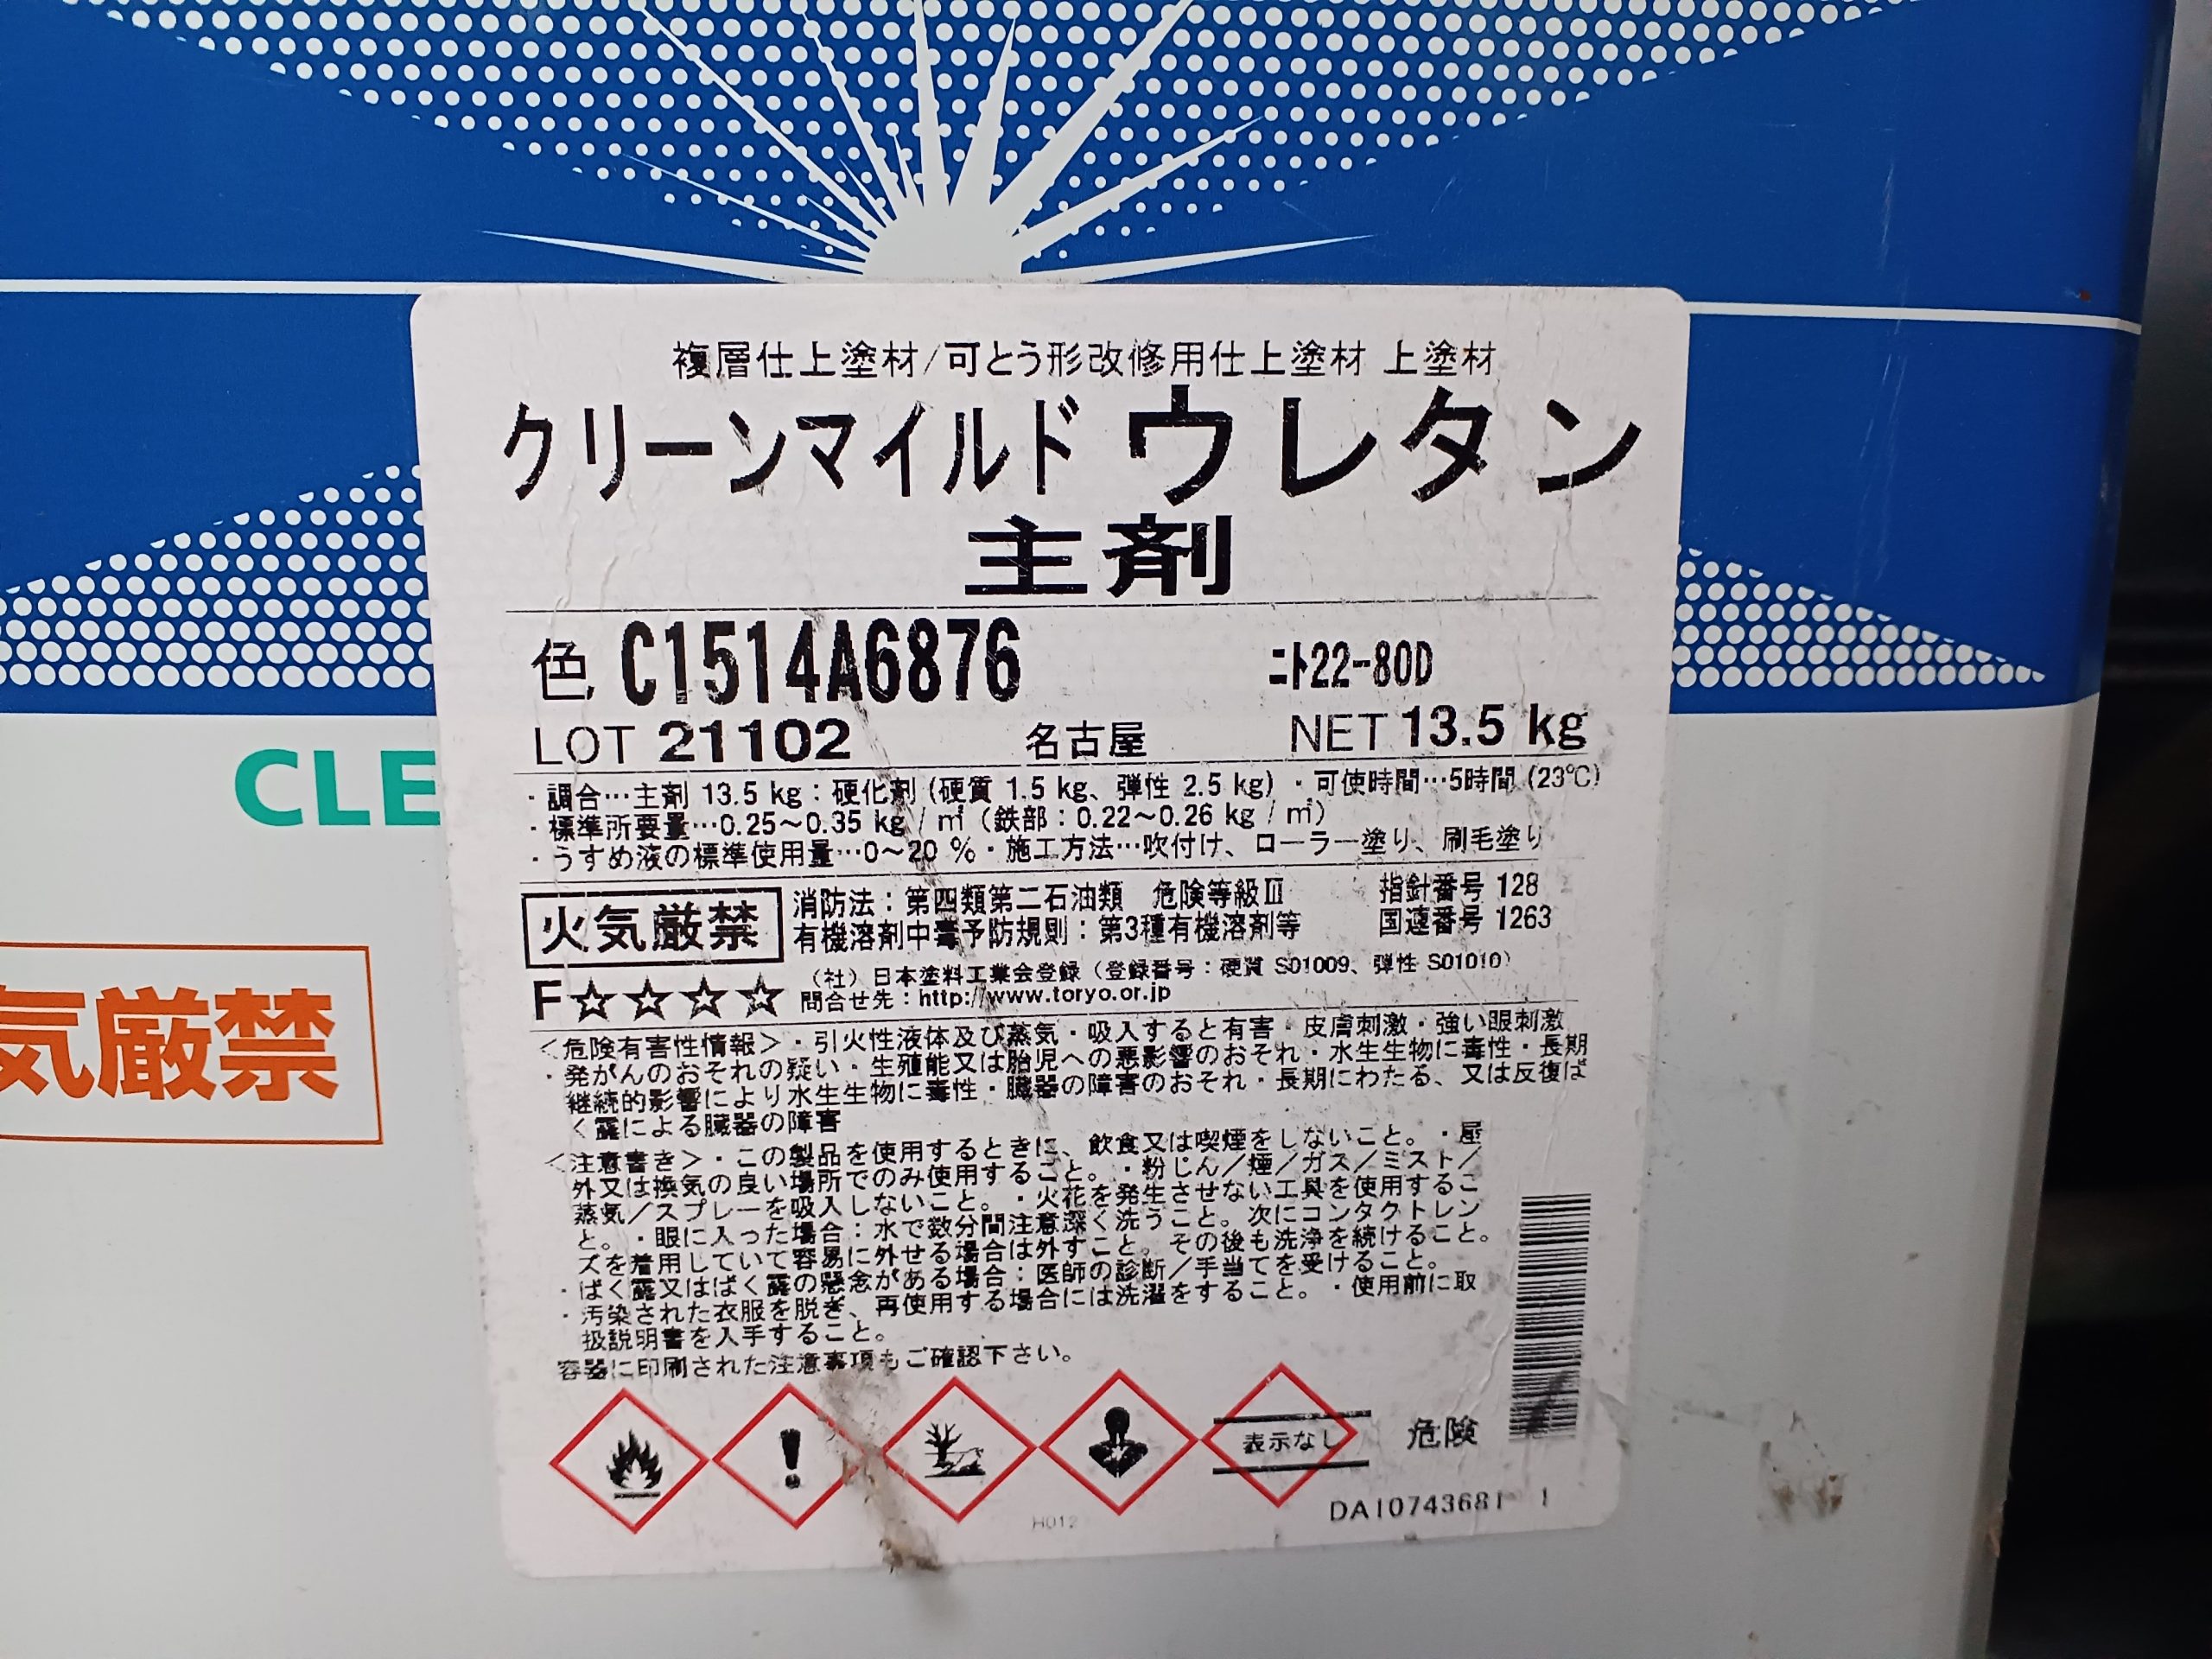 複層仕上塗材/可とう形改修用仕上塗材 上塗材
クリーンマイルド ウレタン
主剤
色 C1514A6876 ニト22-80D
LOT 21102 名古屋 NET 13.5 kg
CLE
・調合…主剤 13.5 kg：硬化剤 (硬質 1.5 kg、弾性 2.5 kg) ・可使時間…5時間 (23℃)
・標準所要量…0.25～0.35 kg / ㎡ (鉄部：0.22～0.26 kg / ㎡)
・うすめ液の標準使用量…0～20 %・施工方法…吹付け、ローラー塗り、刷毛塗り
火気厳禁
消防法：第四類第二石油類 危険等級Ⅲ 指針番号 128
有機溶剤中毒予防規則：第3種有機溶剤等 国連番号 1263
F☆☆☆☆
（社）日本塗料工業会登録（登録番号：硬質 S01009、弾性 S01010）
問合せ先：http://www.toryo.or.jp
気厳禁
＜危険有害性情報＞・引火性液体及び蒸気・吸入すると有害・皮膚刺激・強い眼刺激
・発がんのおそれの疑い・生殖能又は胎児への悪影響のおそれ・水生生物に毒性・長期
継続的影響により水生生物に毒性・臓器の障害のおそれ・長期にわたる、又は反復ば
く露による臓器の障害
＜注意書き＞・この製品を使用するときに、飲食又は喫煙をしないこと。・屋
外又は換気の良い場所でのみ使用すること。・粉じん／煙／ガス／ミスト／
蒸気／スプレーを吸入しないこと。・火花を発生させない工具を使用するこ
と。・眼に入った場合：水で数分間注意深く洗うこと。次にコンタクトレン
ズを着用していて容易に外せる場合は外すこと。その後も洗浄を続けること。
・ばく露又はばく露の懸念がある場合：医師の診断／手当てを受けること。
・汚染された衣服を脱ぎ、再使用する場合には洗濯をすること。・使用前に取
扱説明書を入手すること。
容器に印刷された注意事項もご確認下さい。
表示なし
危険
H012
DA10743681 1